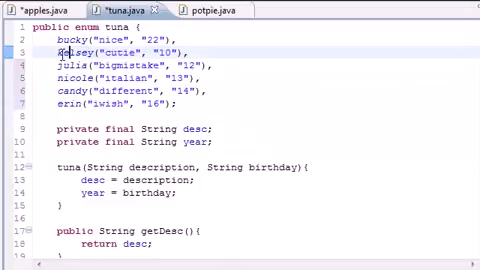 *apples.java *tuna.java potpie.java
1 public enum tuna {
2 bucky("nice", "22"),
3 kelsey("cutie", "10"),
4 julia("bigmistake", "12"),
5 nicole("italian", "13"),
6 candy("different", "14"),
7 erin("iwish", "16");
8
9 private final String desc;
10 private final String year;
11
12 tuna(String description, String birthday){
13 desc = description;
14 year = birthday;
15 }
16
17 public String getDesc(){
18 return desc;
19 }